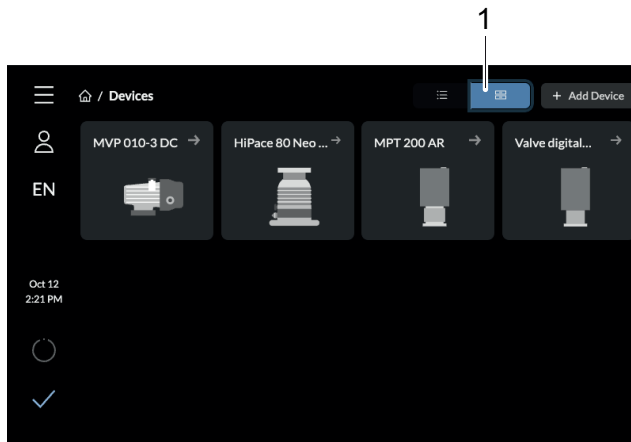 1
/ Devices
+ Add Device
MVP 010-3 DC →
HiPace 80 Neo ... →
MPT 200 AR →
Valve digital... →
EN
Oct 12
2:21 PM